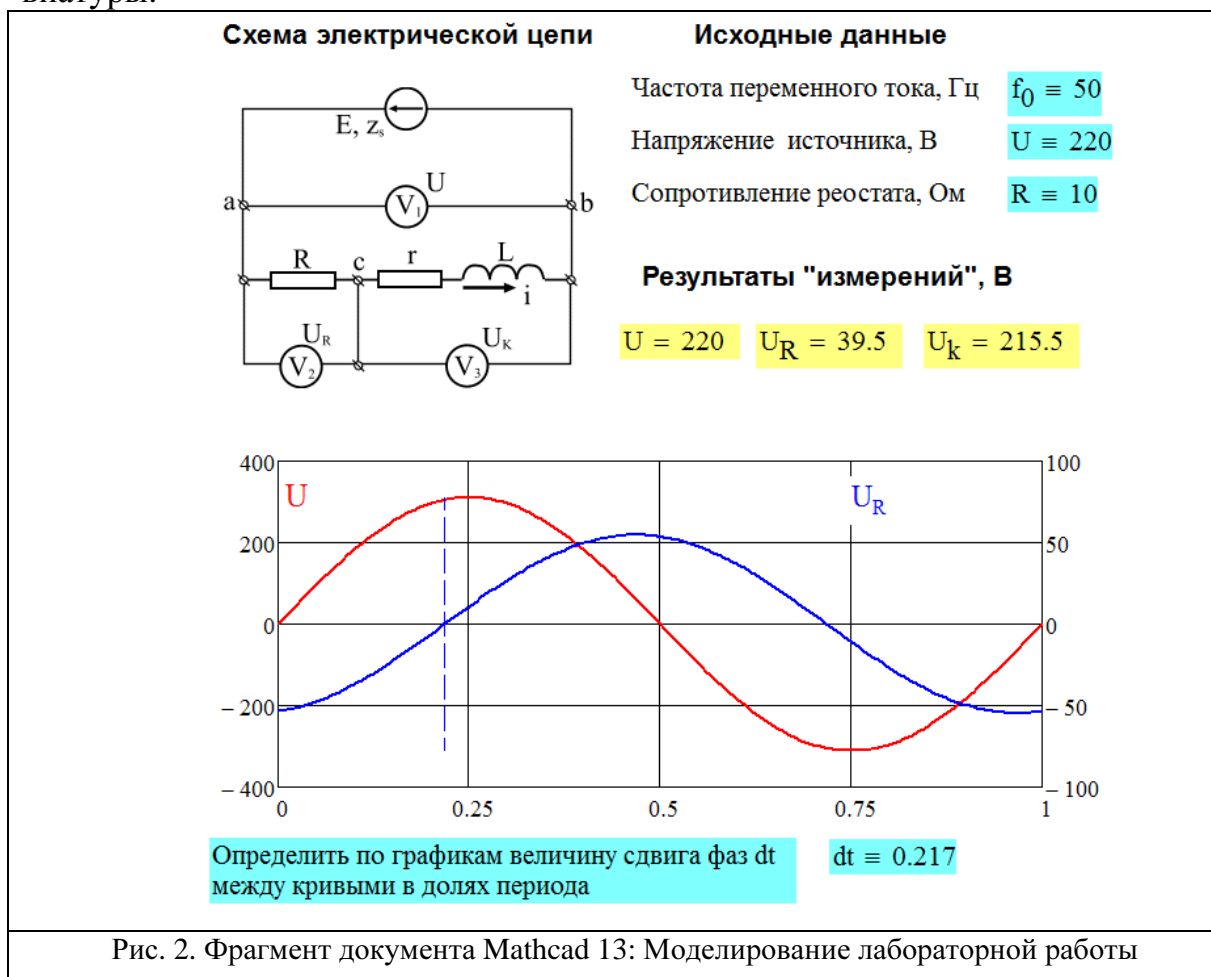 виатуры.
Схема электрической цепи
Исходные данные
Частота переменного тока, Гц f0 ≡ 50
Напряжение источника, В U ≡ 220
Сопротивление реостата, Ом R ≡ 10
E, zs
U
a V1 b
R c r L
i
UR UK
V2 V3
Результаты "измерений", В
U = 220 UR = 39.5 Uk = 215.5
400 100
U UR
200 50
0 0
− 200 − 50
− 400 − 100
0 0.25 0.5 0.75 1
Определить по графикам величину сдвига фаз dt
между кривыми в долях периода
dt ≡ 0.217
Рис. 2. Фрагмент документа Mathcad 13: Моделирование лабораторной работы